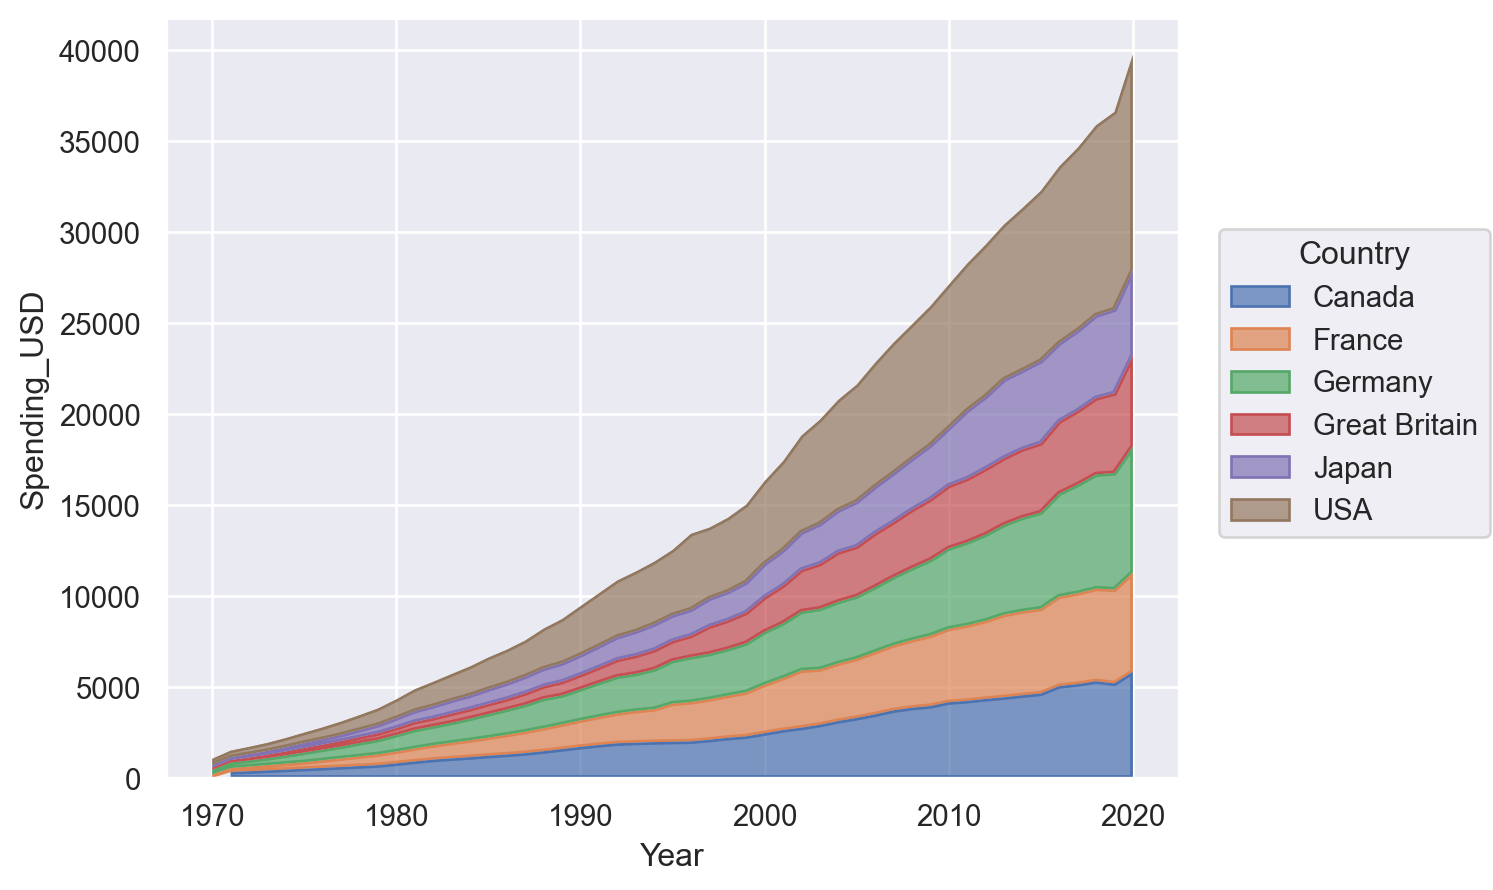 40000
35000
30000
25000
20000
15000
10000
5000
0
Spending_USD
1970 1980 1990 2000 2010 2020
Year
Country
Canada
France
Germany
Great Britain
Japan
USA